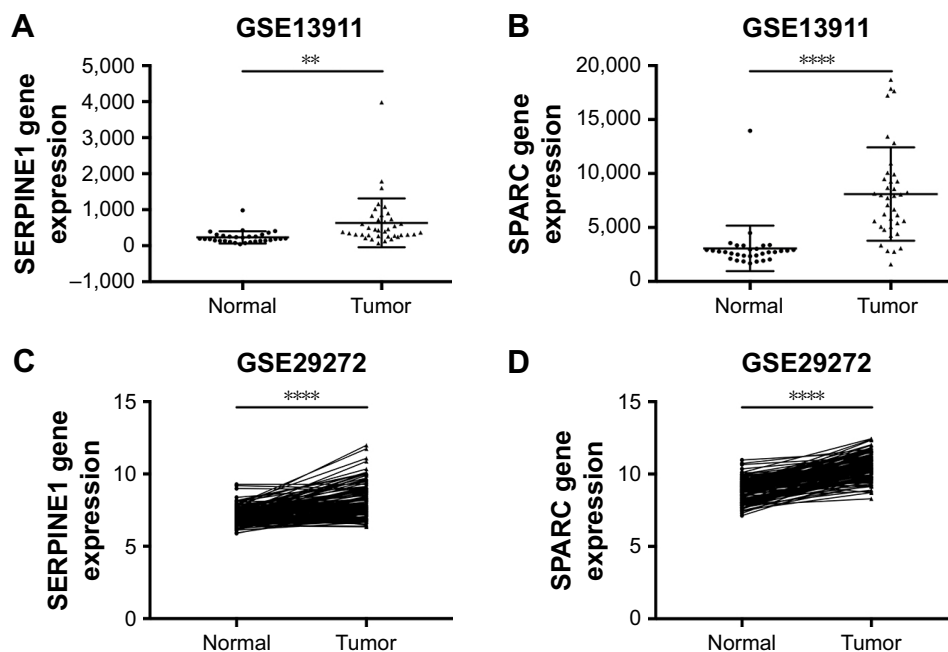 A
GSE13911
SERPINE1 gene
expression
5,000
4,000
3,000
2,000
1,000
0
–1,000
**
Normal
Tumor
B
GSE13911
SPARC gene
expression
20,000
15,000
10,000
5,000
0
****
Normal
Tumor
C
GSE29272
SERPINE1 gene
expression
15
10
5
0
****
Normal
Tumor
D
GSE29272
SPARC gene
expression
15
10
5
0
****
Normal
Tumor